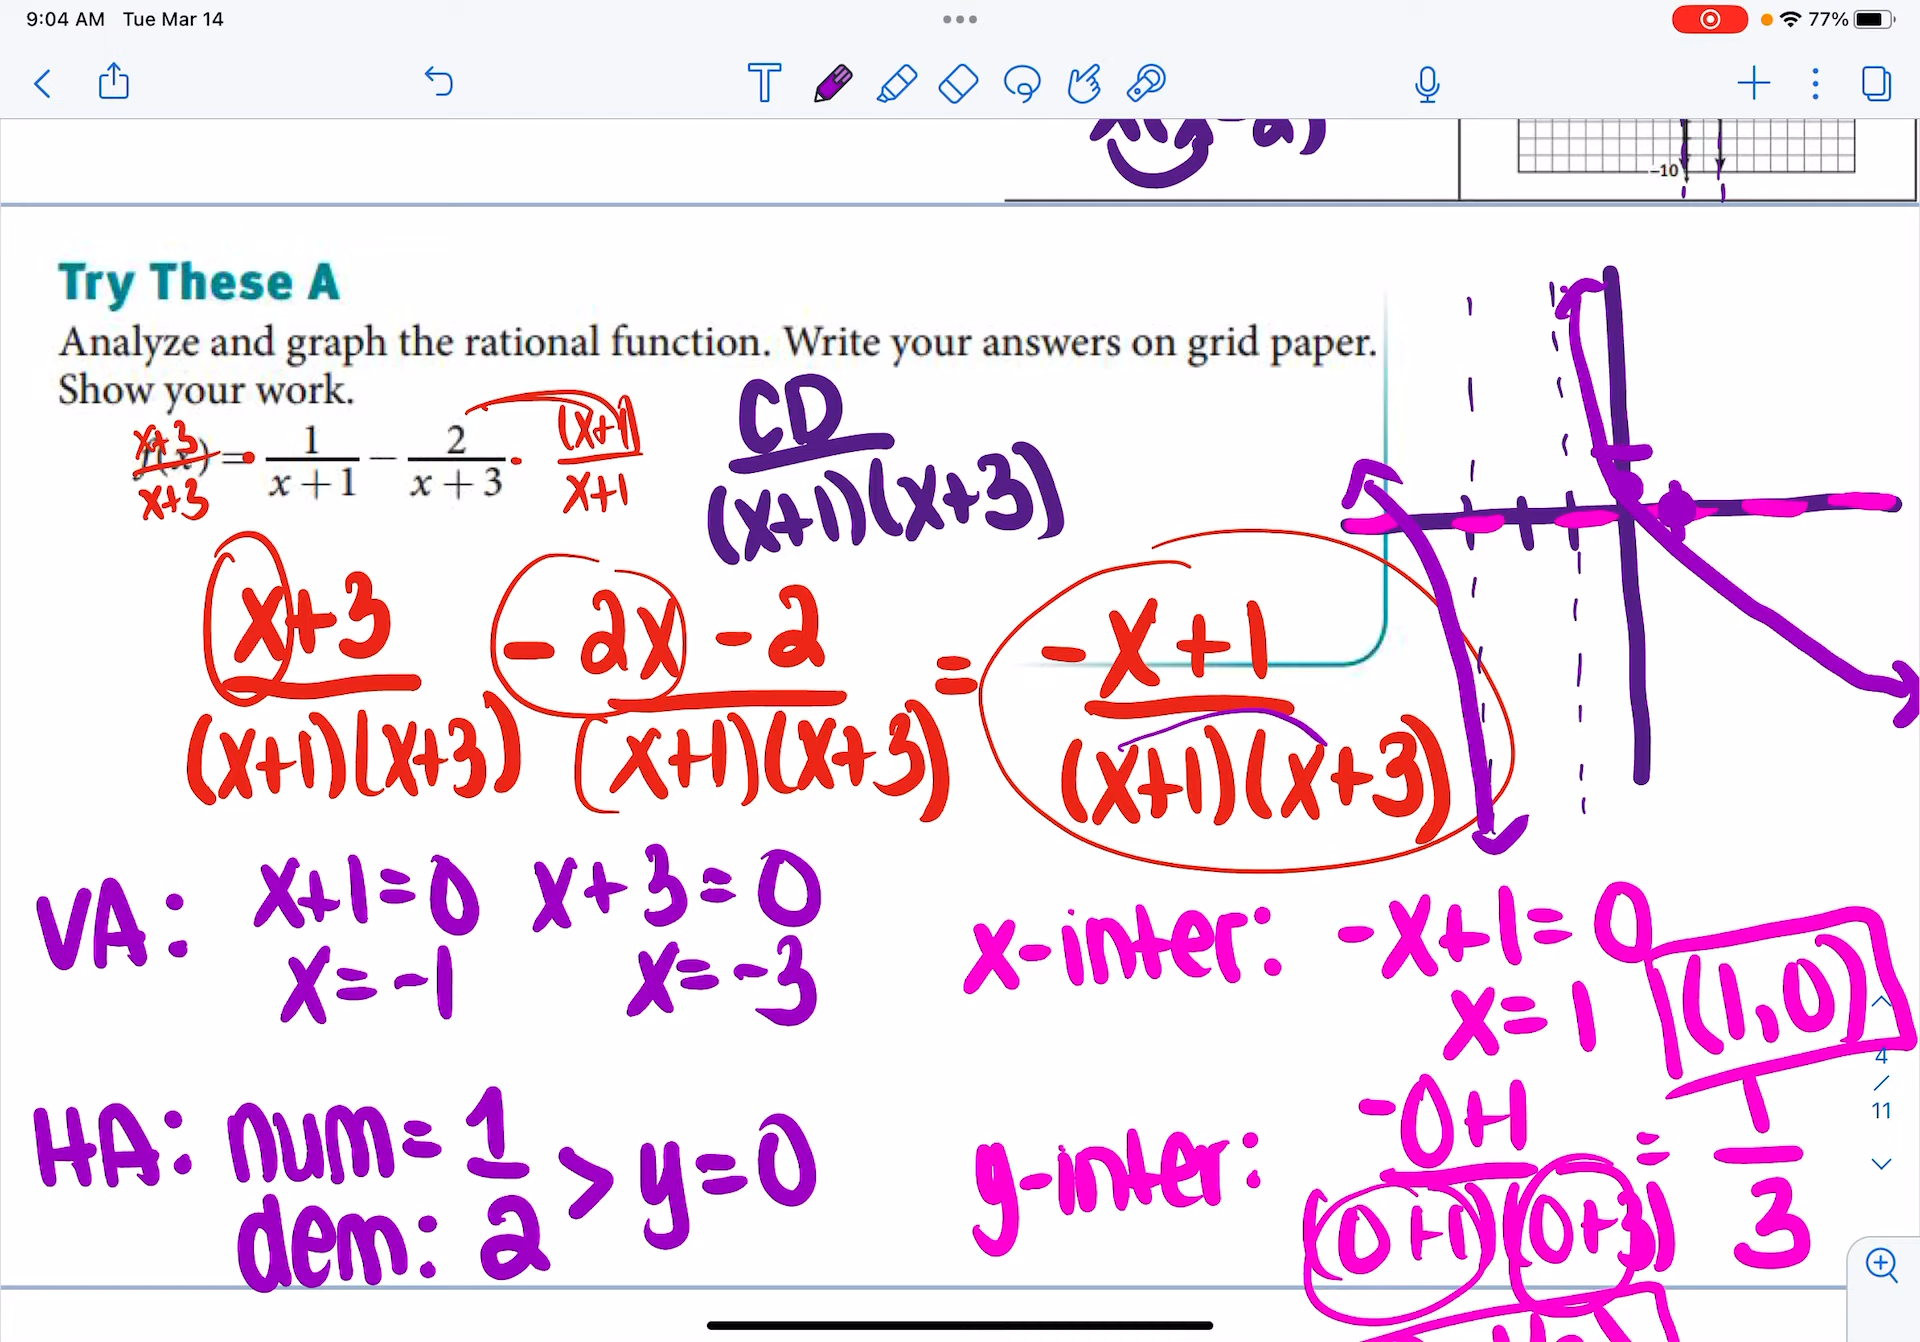 9:04 AM Tue Mar 14
77%
-10
Try These A
Analyze and graph the rational function. Write your answers on grid paper.
Show your work.
x+3 / x+3 · 1 / x + 1 − 2 / x + 3 · (x+1) / x+1
CD
(x+1)(x+3)
x+3 / (x+1)(x+3) -2x-2 / (x+1)(x+3) = -x+1 / (x+1)(x+3)
VA: x+1=0 x+3=0
x=-1 x=-3
x-inter: -x+1=0
x=1 (1,0)
HA: num=1
dem: 2 > y=0
y-inter: -0+1 / (0+1)(0+3) = 1 / 3
4
/
11